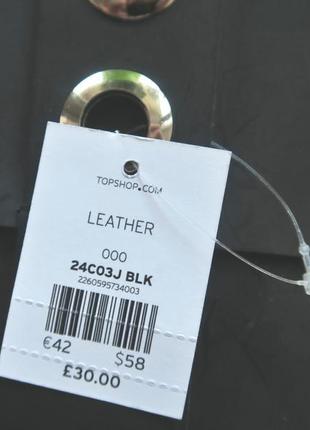 TOPSHOP.COM
LEATHER
000
24C03J BLK
2260595734003
€42 $58
£30.00